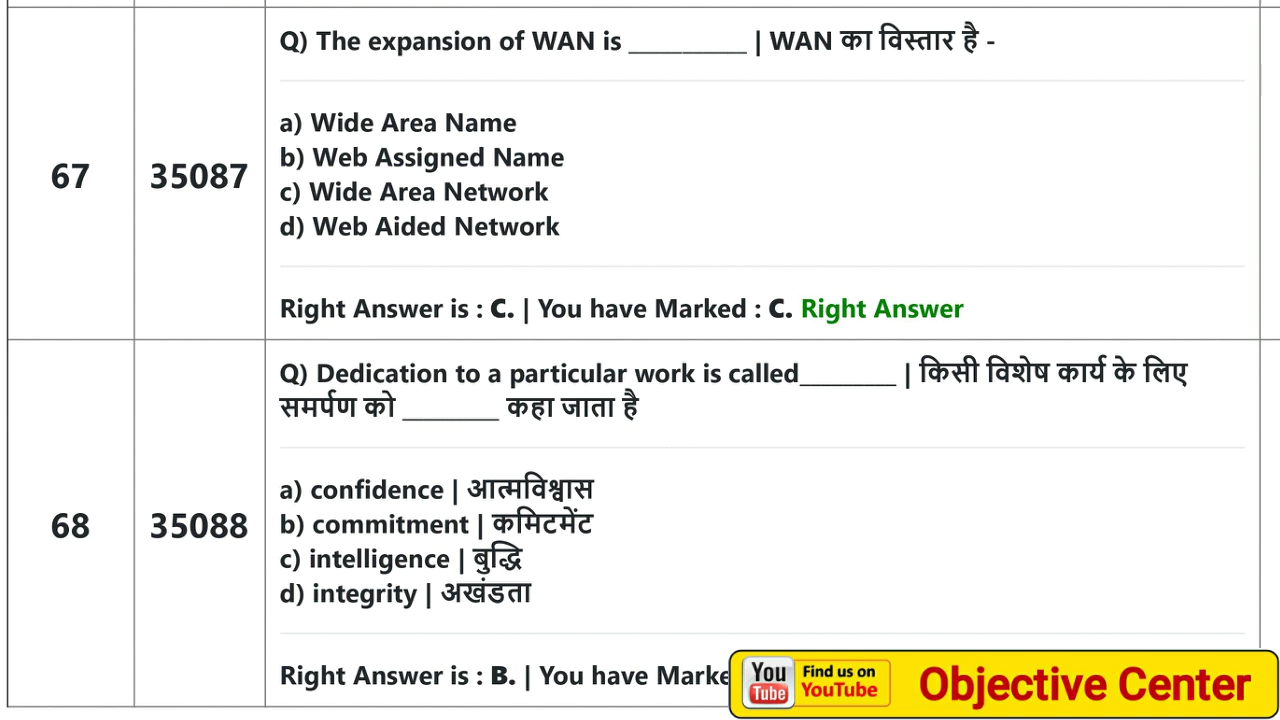 Q) The expansion of WAN is _________ | WAN का विस्तार है -
a) Wide Area Name
b) Web Assigned Name
67 35087
c) Wide Area Network
d) Web Aided Network
Right Answer is : C. | You have Marked : C. Right Answer
Q) Dedication to a particular work is called________ | किसी विशेष कार्य के लिए
समर्पण को ________ कहा जाता है
a) confidence | आत्मविश्वास
68 35088
b) commitment | कमिटमेंट
c) intelligence | बुद्धि
d) integrity | अखंडता
Right Answer is : B. | You have Marke
You Tube
Find us on
YouTube
Objective Center